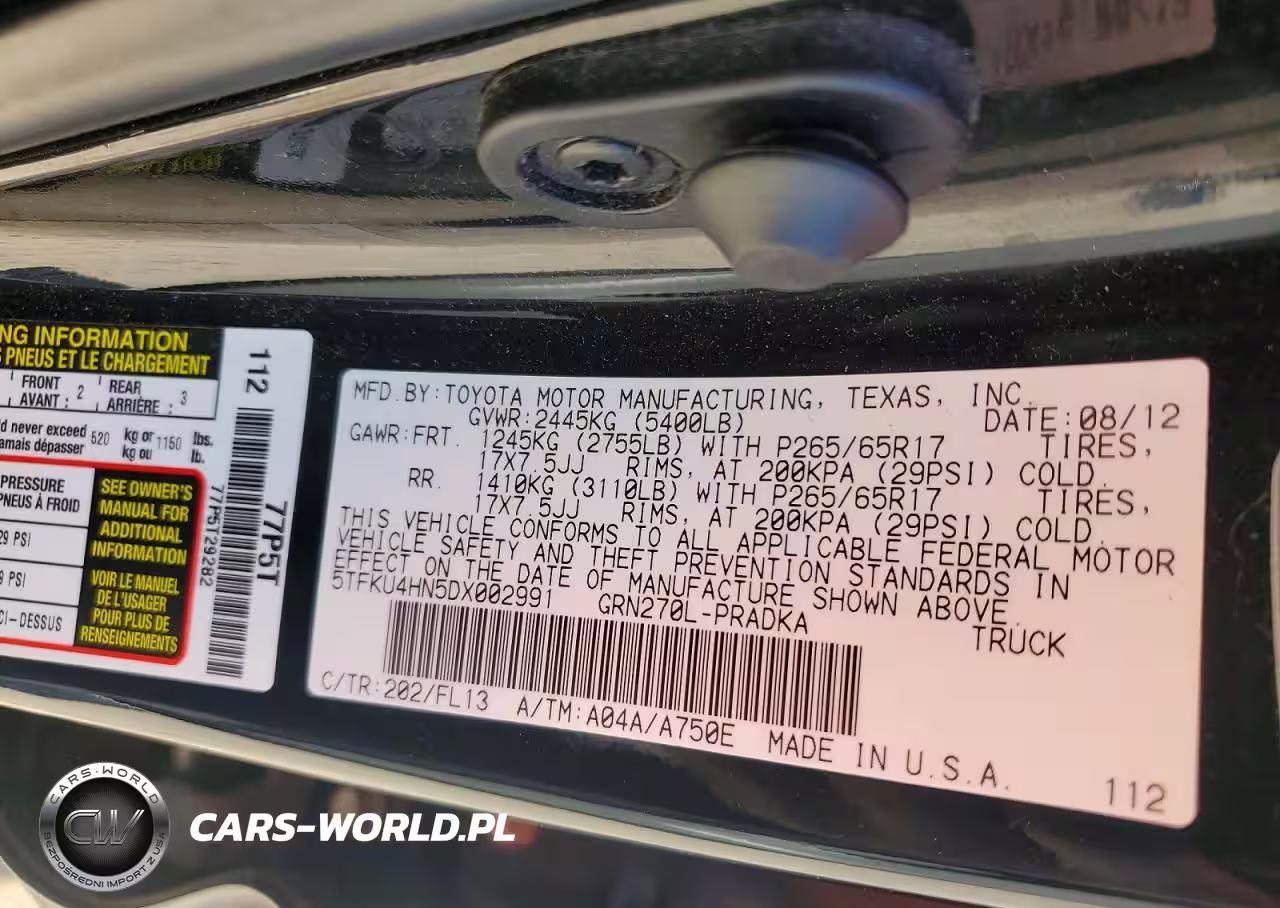 NG INFORMATION
PNEUS ET LE CHARGEMENT
FRONT 2 REAR 3
AVANT : ARRIÈRE :
d never exceed 520 kg or 1150 lbs.
amais dépasser kg ou lb.
PRESSURE
PNEUS À FROID
29 PSI
9 PSI
CI-DESSUS
SEE OWNER'S
MANUAL FOR
ADDITIONAL
INFORMATION
VOIR LE MANUEL
DE L'USAGER
POUR PLUS DE
RENSEIGNEMENTS
112
77P5T29282
77P5T
MFD.BY:TOYOTA MOTOR MANUFACTURING, TEXAS, INC.
GVWR:2445KG (5400LB) DATE:08/12
GAWR:FRT. 1245KG (2755LB) WITH P265/65R17 TIRES,
17X7.5JJ RIMS, AT 200KPA (29PSI) COLD.
RR. 1410KG (3110LB) WITH P265/65R17 TIRES,
17X7.5JJ RIMS, AT 200KPA (29PSI) COLD.
THIS VEHICLE CONFORMS TO ALL APPLICABLE FEDERAL MOTOR
VEHICLE SAFETY AND THEFT PREVENTION STANDARDS IN
EFFECT ON THE DATE OF MANUFACTURE SHOWN ABOVE.
5TFKU4HN5DX002991 GRN270L-PRADKA
TRUCK
C/TR:202/FL13 A/TM:A04A/A750E MADE IN U.S.A.
112
CARS-WORLD
CW
BEZPOŚREDNI IMPORT Z USA
CARS-WORLD.PL